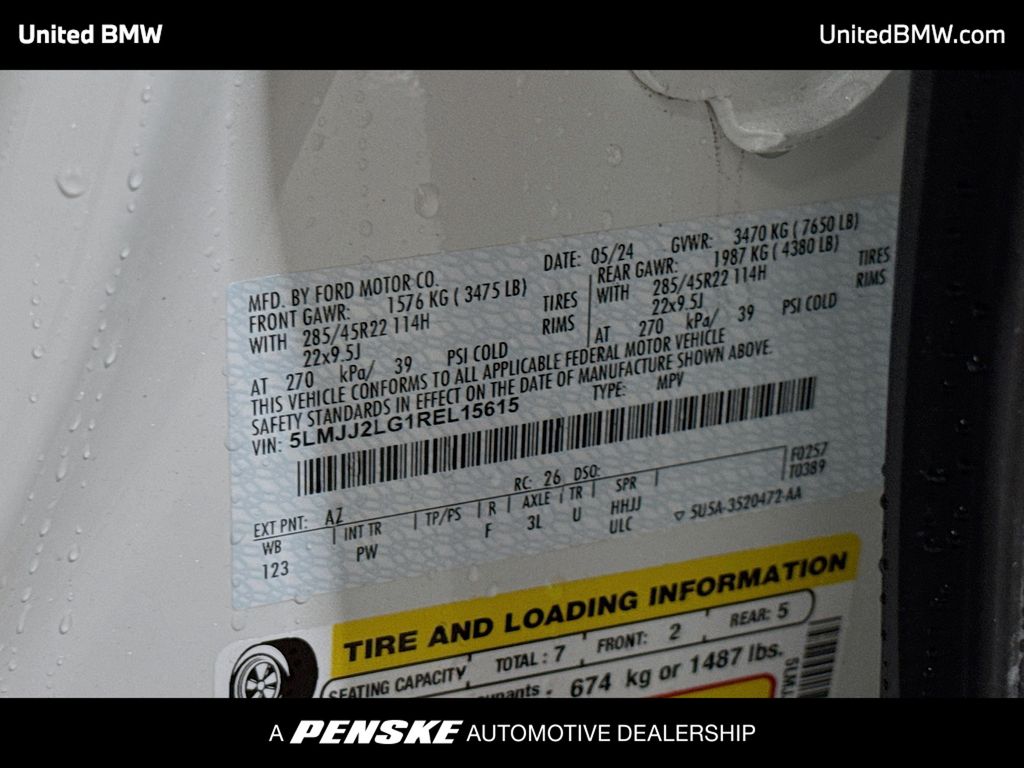 United BMW
UnitedBMW.com
MFD. BY FORD MOTOR CO.
DATE: 05/24 GVWR: 3470 KG ( 7650 LB)
FRONT GAWR: 1576 KG ( 3475 LB)
WITH 285/45R22 114H TIRES
22x9.5J RIMS
AT 270 kPa/ 39 PSI COLD
REAR GAWR: 1987 KG ( 4380 LB)
WITH 285/45R22 114H TIRES
22x9.5J RIMS
AT 270 kPa/ 39 PSI COLD
THIS VEHICLE CONFORMS TO ALL APPLICABLE FEDERAL MOTOR VEHICLE
SAFETY STANDARDS IN EFFECT ON THE DATE OF MANUFACTURE SHOWN ABOVE.
VIN: 5LMJJ2LG1REL15615 TYPE: MPV
F0257
T0389
EXT PNT: AZ RC: 26 DSO:
WB INT TR TP/PS R AXLE TR SPR
123 PW F 3L U HHJJ
ULC
▽ 5U5A-3520472-AA
TIRE AND LOADING INFORMATION
SEATING CAPACITY TOTAL : 7 FRONT: 2 REAR: 5
674 kg or 1487 lbs.
A PENSKE AUTOMOTIVE DEALERSHIP